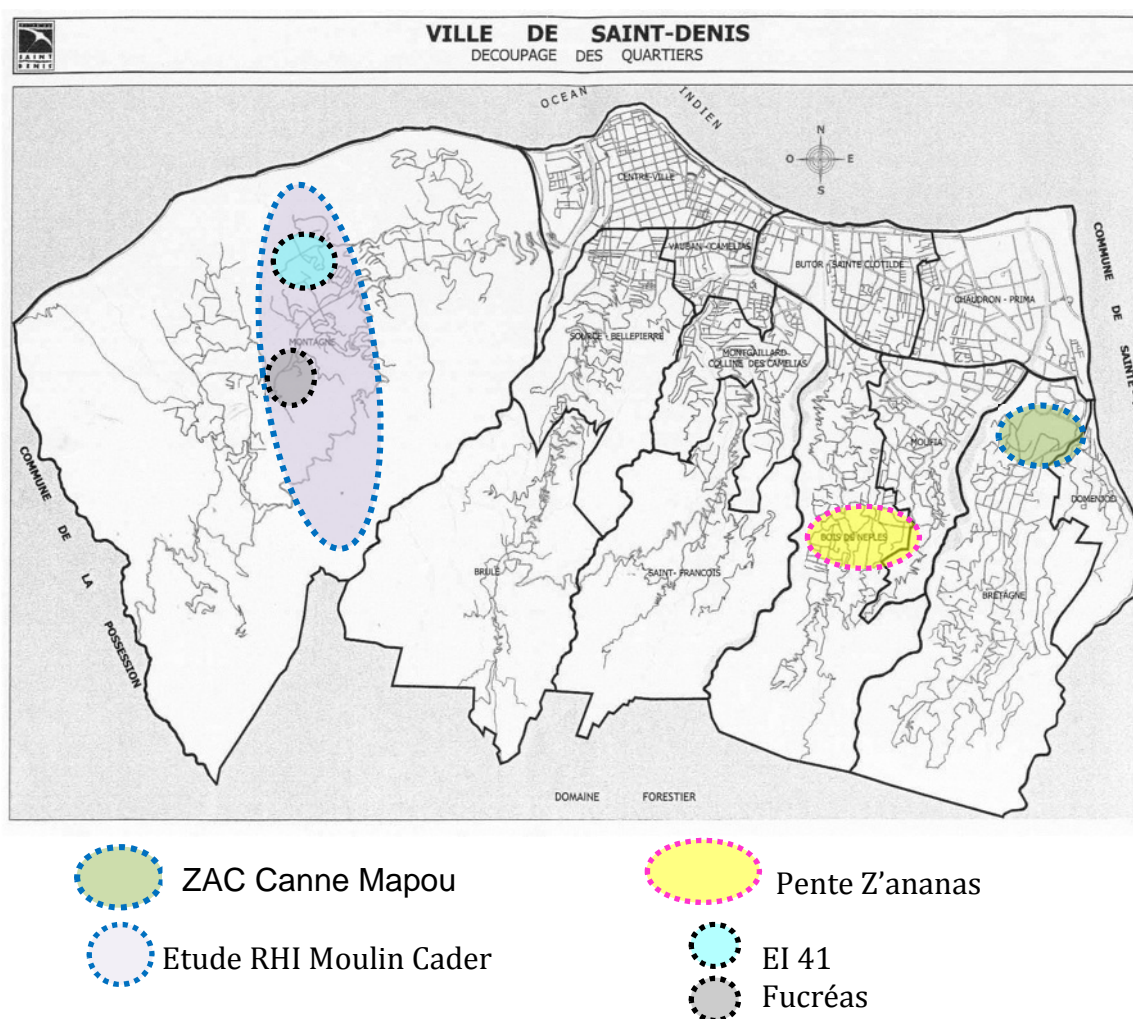 SAINT
DENIS
VILLE DE SAINT-DENIS
DECOUPAGE DES QUARTIERS
OCEAN INDIEN
N
O E
S
CENTRE-VILLE
VAUBAN - CAMELIAS
BUTOR - SAINTE CLOTILDE
CHAUDRON - PRIMA
COMMUNE DE SAINTE
SOURCE - BELLEPIERRE
MONTAGNE
MONTGAILLARD
COLLINE DES CAMELIAS
MOUFIA
COMMUNE DE LA POSSESSION
DOMENJOD
BOIS DE NEFLES
BRULE
SAINT- FRANCOIS
BRETAGNE
DOMAINE FORESTIER
ZAC Canne Mapou
Pente Z’ananas
Etude RHI Moulin Cader
EI 41
Fucréas